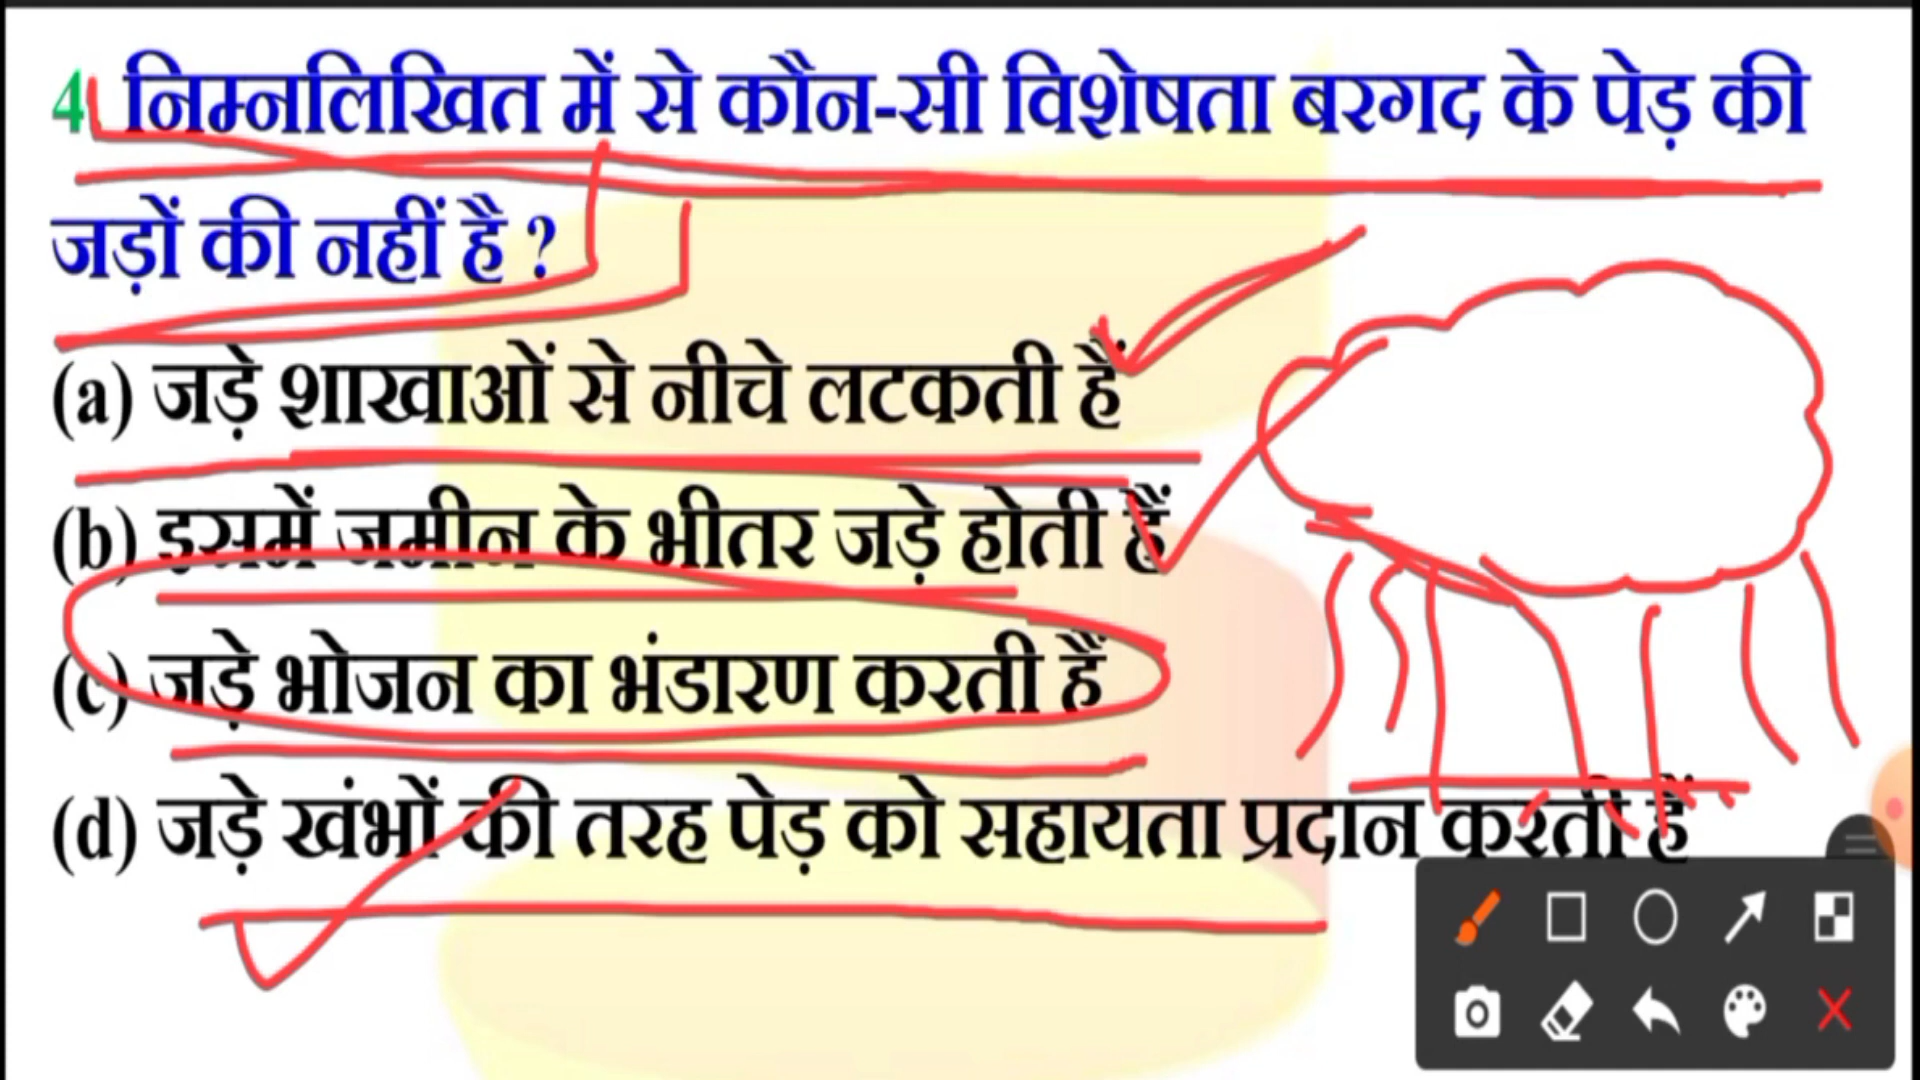 4 निम्नलिखित में से कौन-सी विशेषता बरगद के पेड़ की
जड़ों की नहीं है ?
(a) जड़े शाखाओं से नीचे लटकती हैं
(b) इसमें जमीन के भीतर जड़े होती हैं
(c) जड़े भोजन का भंडारण करती हैं
(d) जड़े खंभों की तरह पेड़ को सहायता प्रदान करती हैं